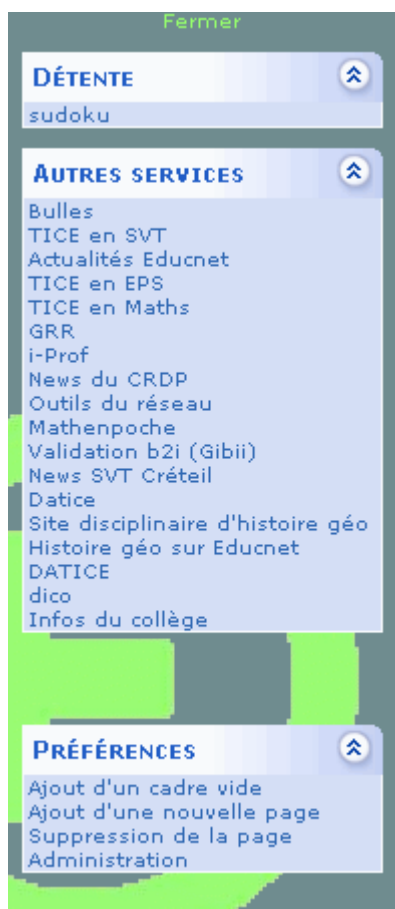 Fermer
DÉTENTE
sudoku
AUTRES SERVICES
Bulles
TICE en SVT
Actualités Educnet
TICE en EPS
TICE en Maths
GRR
i-Prof
News du CRDP
Outils du réseau
Mathenpoche
Validation b2i (Gibii)
News SVT Créteil
Datice
Site disciplinaire d'histoire géo
Histoire géo sur Educnet
DATICE
dico
Infos du collège
PRÉFÉRENCES
Ajout d'un cadre vide
Ajout d'une nouvelle page
Suppression de la page
Administration